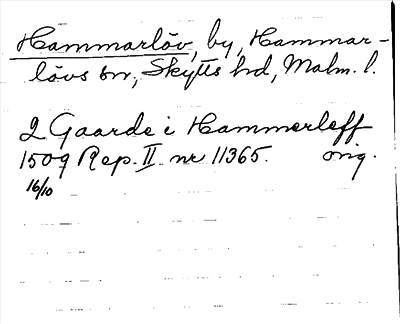 Hammarlöv, by, Hammar-
lövs sn, Skytts hd, Malm. l.
2 Gaarde i Hammerleff
1509 Rep. II. nr 11365. orig.
16/10